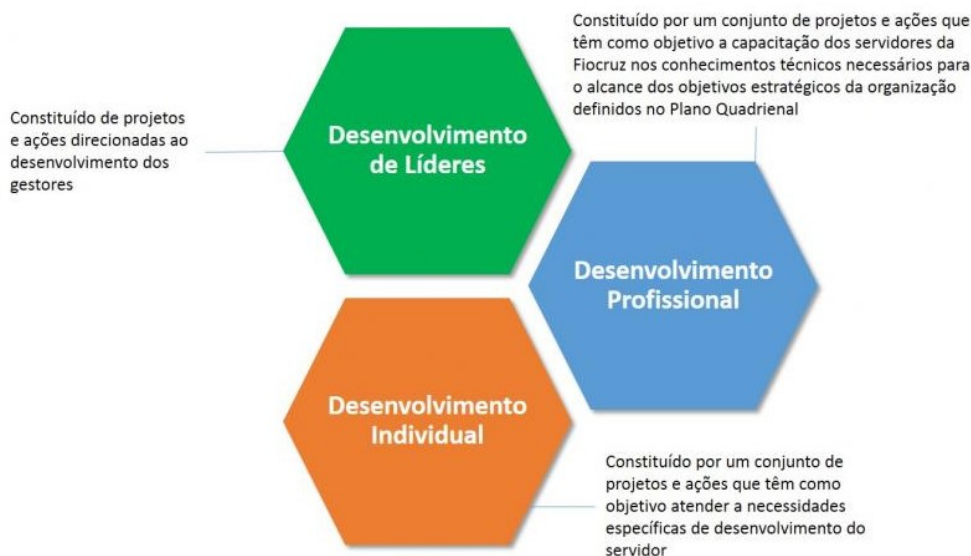 Constituído por um conjunto de projetos e ações que
têm como objetivo a capacitação dos servidores da
Fiocruz nos conhecimentos técnicos necessários para
o alcance dos objetivos estratégicos da organização
definidos no Plano Quadrienal
Constituído de projetos
e ações direcionadas ao
desenvolvimento dos
gestores
Desenvolvimento
de Líderes
Desenvolvimento
Profissional
Desenvolvimento
Individual
Constituído por um conjunto de
projetos e ações que têm como
objetivo atender a necessidades
específicas de desenvolvimento do
servidor